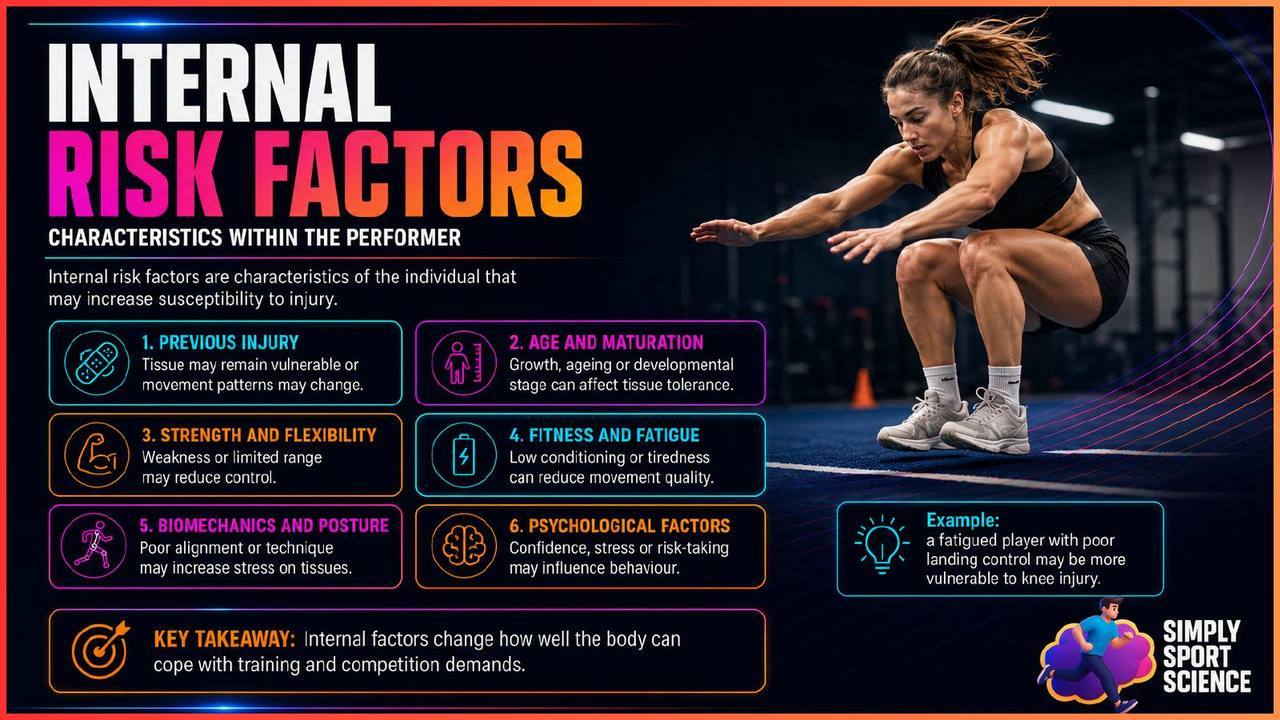 INTERNAL
RISK FACTORS
CHARACTERISTICS WITHIN THE PERFORMER
Internal risk factors are characteristics of the individual that
may increase susceptibility to injury.
1. PREVIOUS INJURY
Tissue may remain vulnerable or
movement patterns may change.
2. AGE AND MATURATION
Growth, ageing or developmental
stage can affect tissue tolerance.
3. STRENGTH AND FLEXIBILITY
Weakness or limited range
may reduce control.
4. FITNESS AND FATIGUE
Low conditioning or tiredness
can reduce movement quality.
5. BIOMECHANICS AND POSTURE
Poor alignment or technique
may increase stress on tissues.
6. PSYCHOLOGICAL FACTORS
Confidence, stress or risk-taking
may influence behaviour.
Example:
a fatigued player with poor
landing control may be more
vulnerable to knee injury.
KEY TAKEAWAY: Internal factors change how well the body can
cope with training and competition demands.
SIMPLY
SPORT
SCIENCE